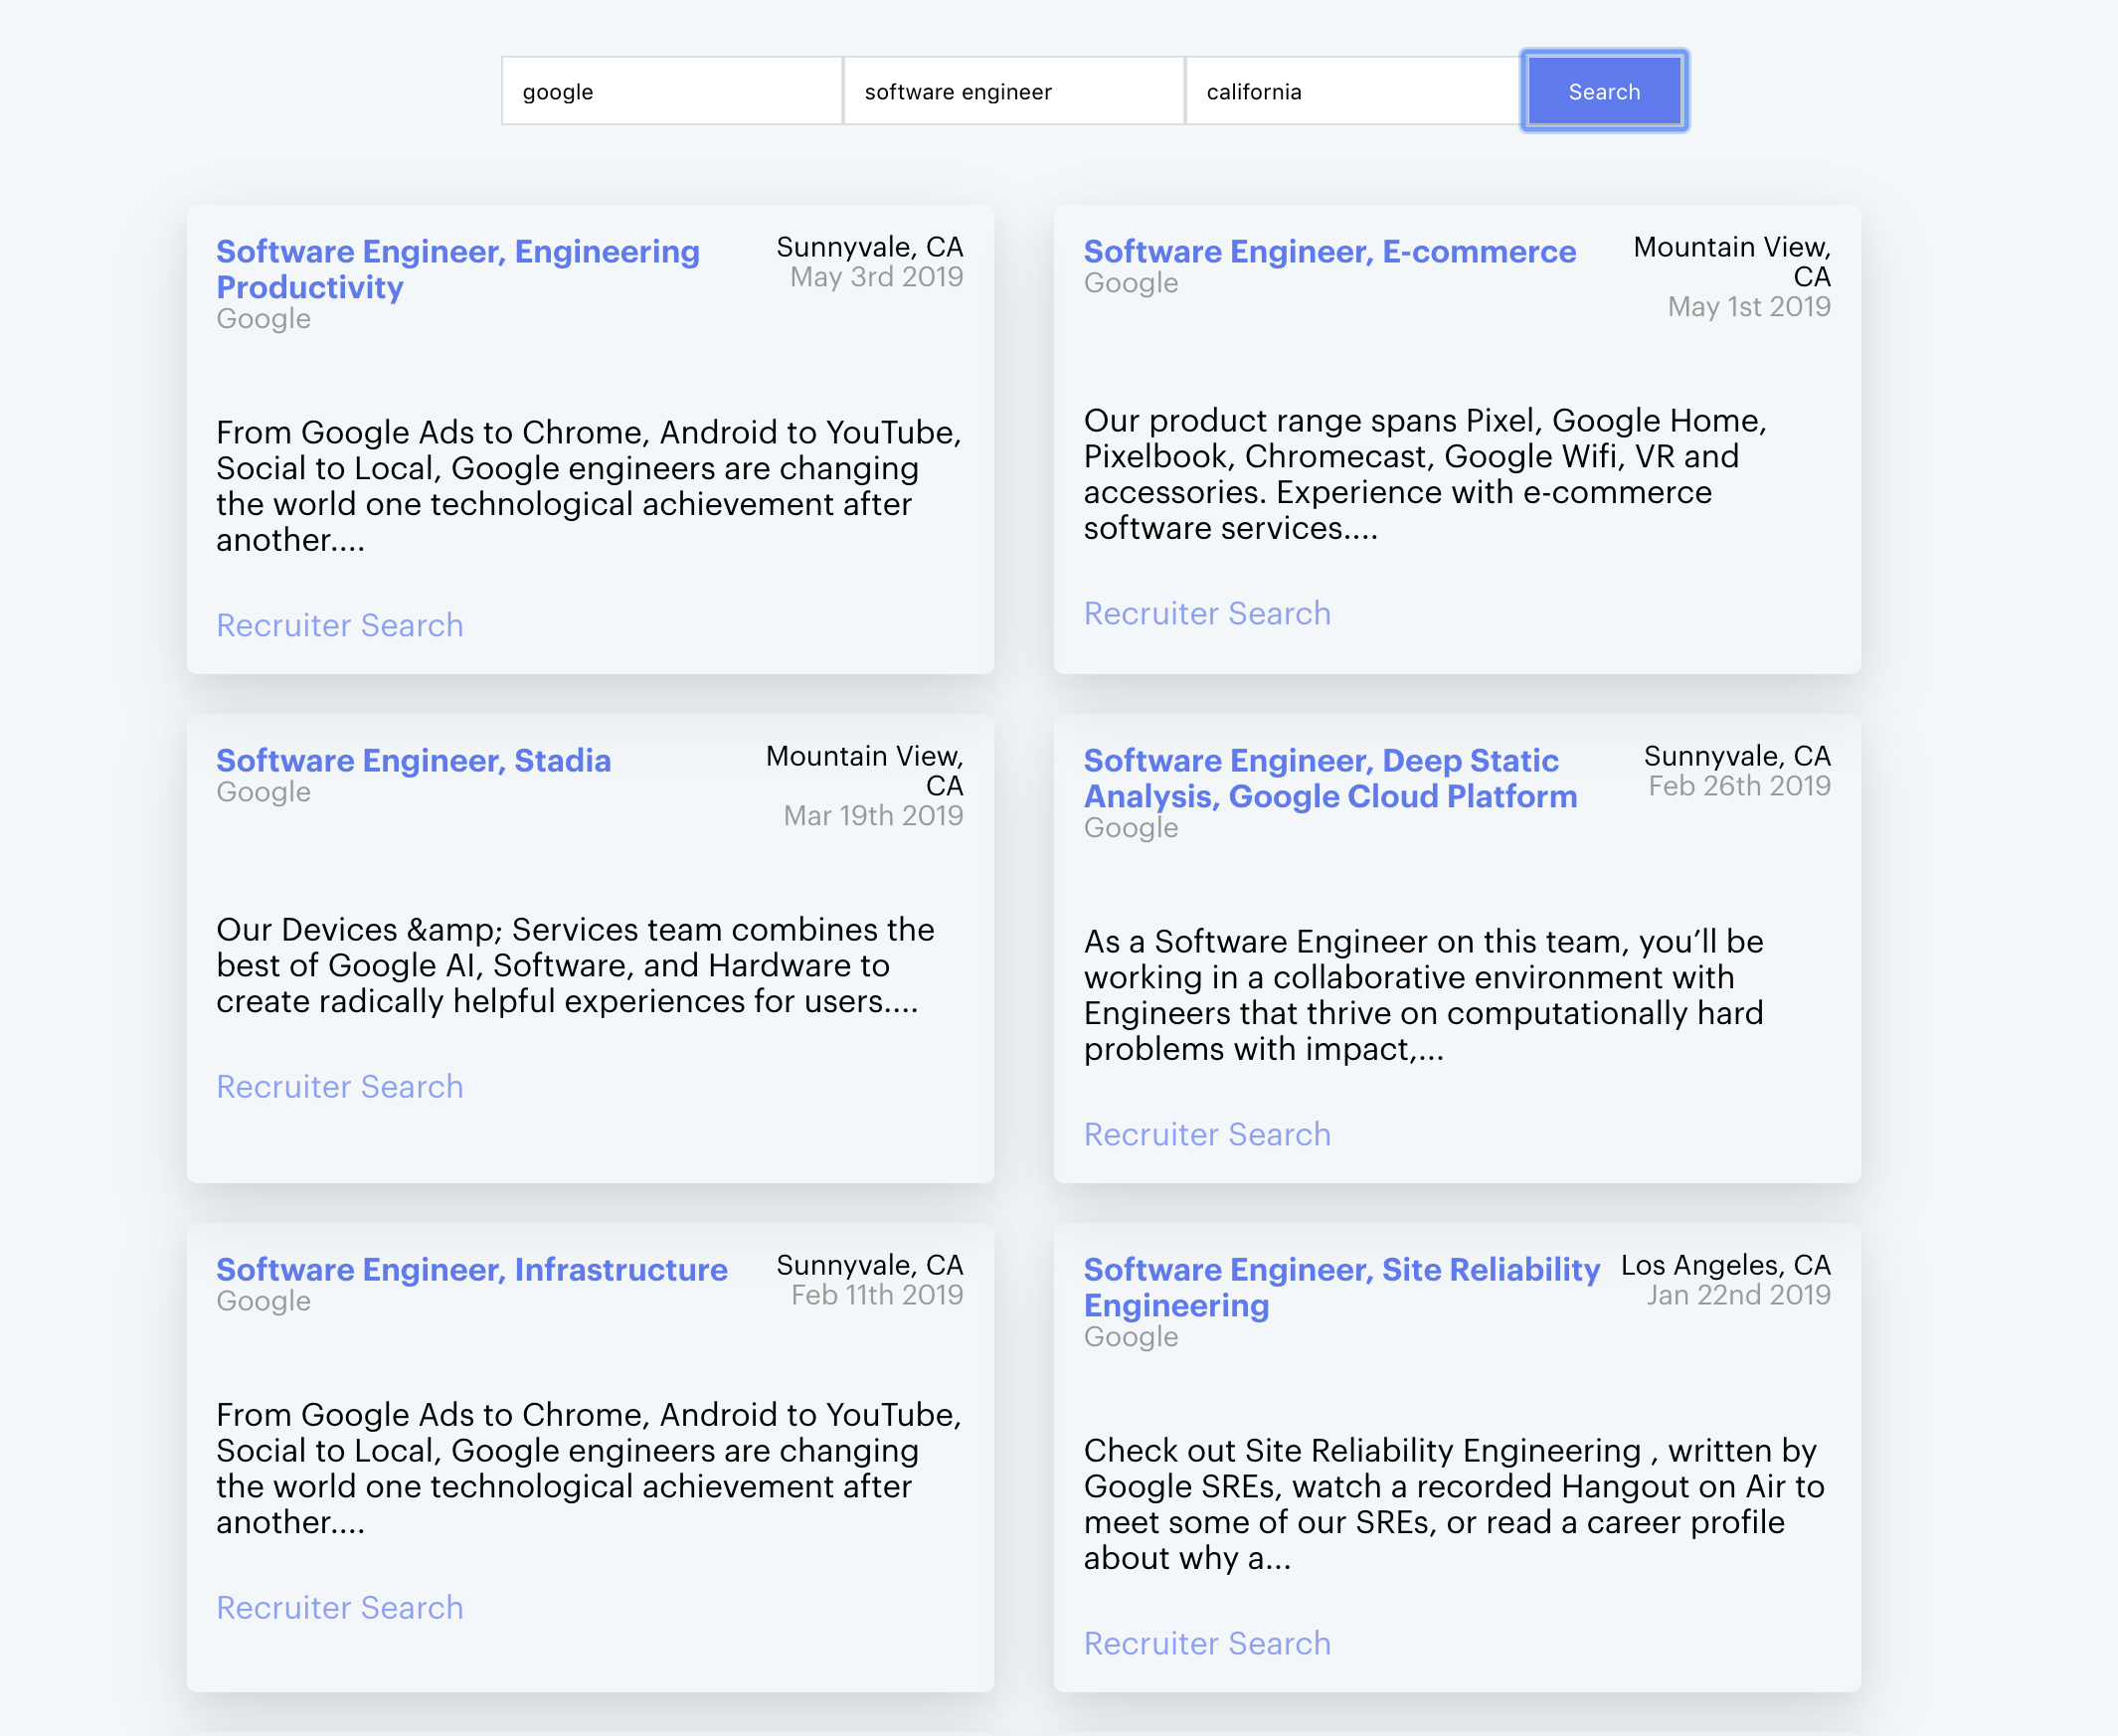 google
software engineer
california
Search
Software Engineer, Engineering
Productivity
Google
Sunnyvale, CA
May 3rd 2019
From Google Ads to Chrome, Android to YouTube,
Social to Local, Google engineers are changing
the world one technological achievement after
another....
Recruiter Search
Software Engineer, E-commerce
Google
Mountain View,
CA
May 1st 2019
Our product range spans Pixel, Google Home,
Pixelbook, Chromecast, Google Wifi, VR and
accessories. Experience with e-commerce
software services....
Recruiter Search
Software Engineer, Stadia
Google
Mountain View,
CA
Mar 19th 2019
Our Devices &amp; Services team combines the
best of Google AI, Software, and Hardware to
create radically helpful experiences for users....
Recruiter Search
Software Engineer, Deep Static
Analysis, Google Cloud Platform
Google
Sunnyvale, CA
Feb 26th 2019
As a Software Engineer on this team, you’ll be
working in a collaborative environment with
Engineers that thrive on computationally hard
problems with impact,...
Recruiter Search
Software Engineer, Infrastructure
Google
Sunnyvale, CA
Feb 11th 2019
From Google Ads to Chrome, Android to YouTube,
Social to Local, Google engineers are changing
the world one technological achievement after
another....
Recruiter Search
Software Engineer, Site Reliability
Engineering
Google
Los Angeles, CA
Jan 22nd 2019
Check out Site Reliability Engineering , written by
Google SREs, watch a recorded Hangout on Air to
meet some of our SREs, or read a career profile
about why a...
Recruiter Search